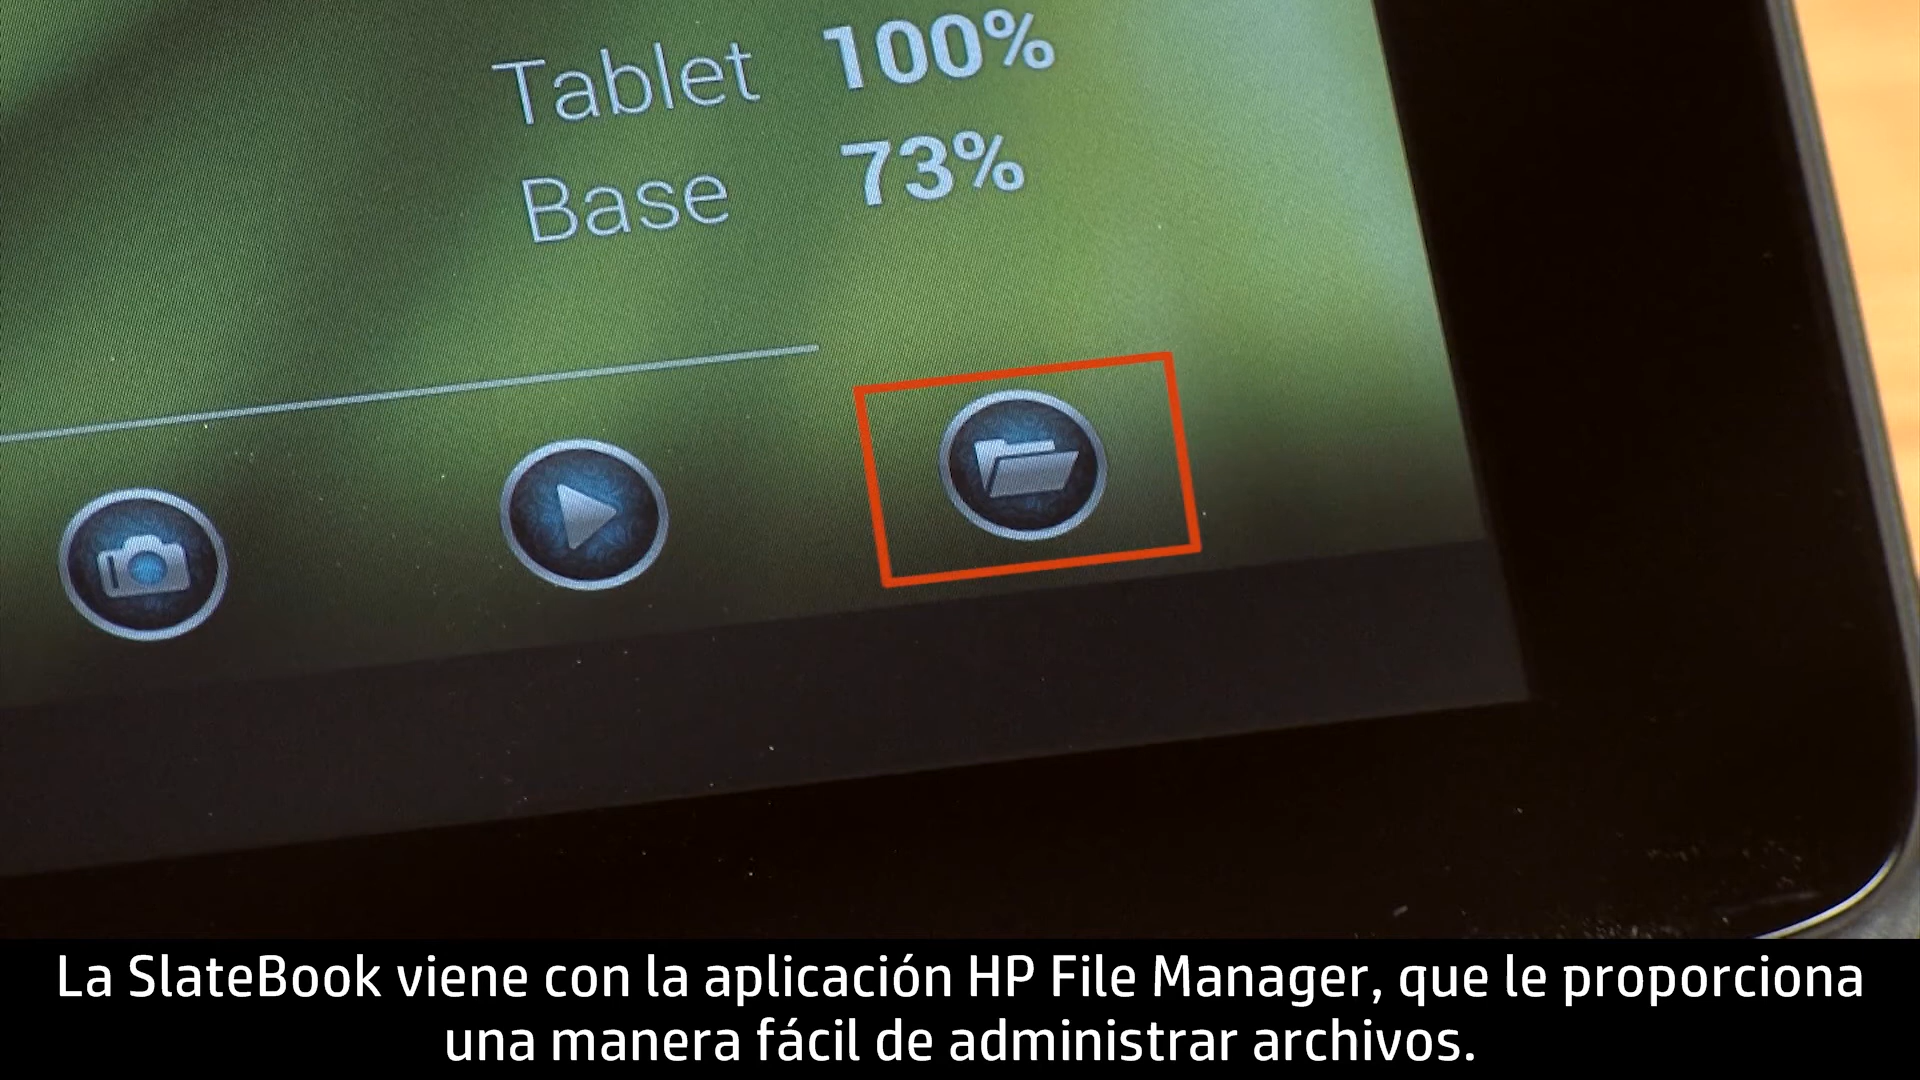 Tablet 100%
Base 73%
La SlateBook viene con la aplicación HP File Manager, que le proporciona
una manera fácil de administrar archivos.